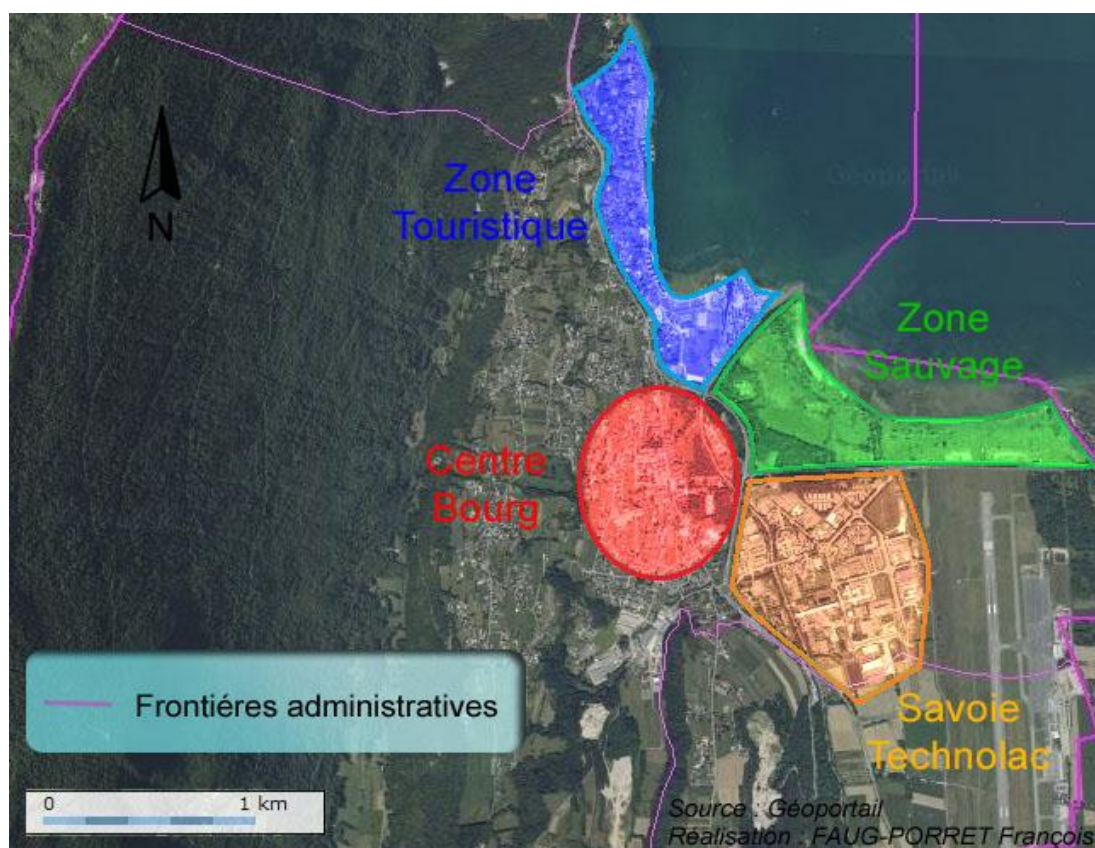 Géoportail
Zone
Touristique
N
Zone
Sauvage
Centre
Bourg
Frontiéres administratives
Savoie
Technolac
0 1 km
Source : Géoportail
Réalisation : FAUG-PORRET François